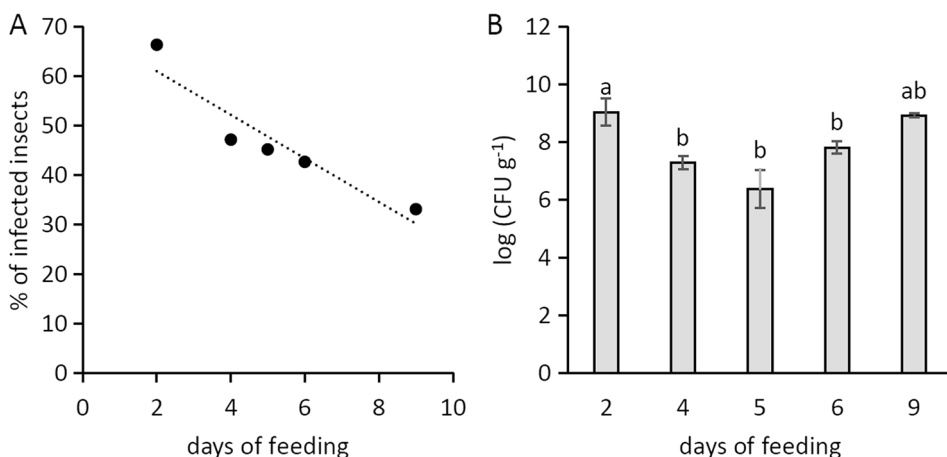 A
% of infected insects
70
60
50
40
30
20
10
0
0 2 4 6 8 10
days of feeding
B
log (CFU g⁻¹)
12
10
8
6
4
2
0
a b b b ab
2 4 5 6 9
days of feeding